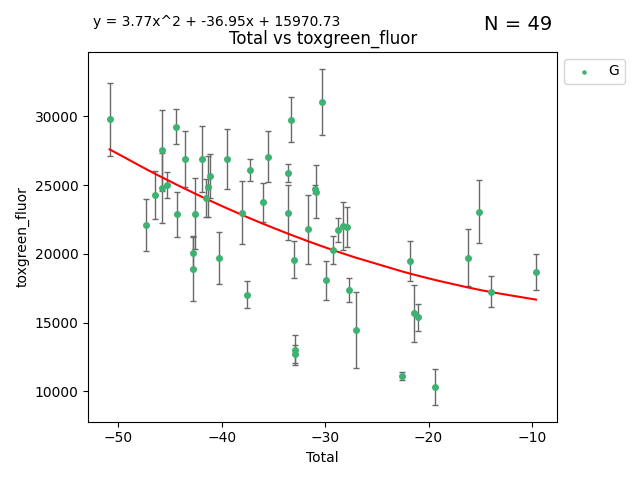 y = 3.77x^2 + -36.95x + 15970.73
N = 49
Total vs toxgreen_fluor
G
30000
25000
20000
15000
10000
toxgreen_fluor
−50
−40
−30
−20
−10
Total